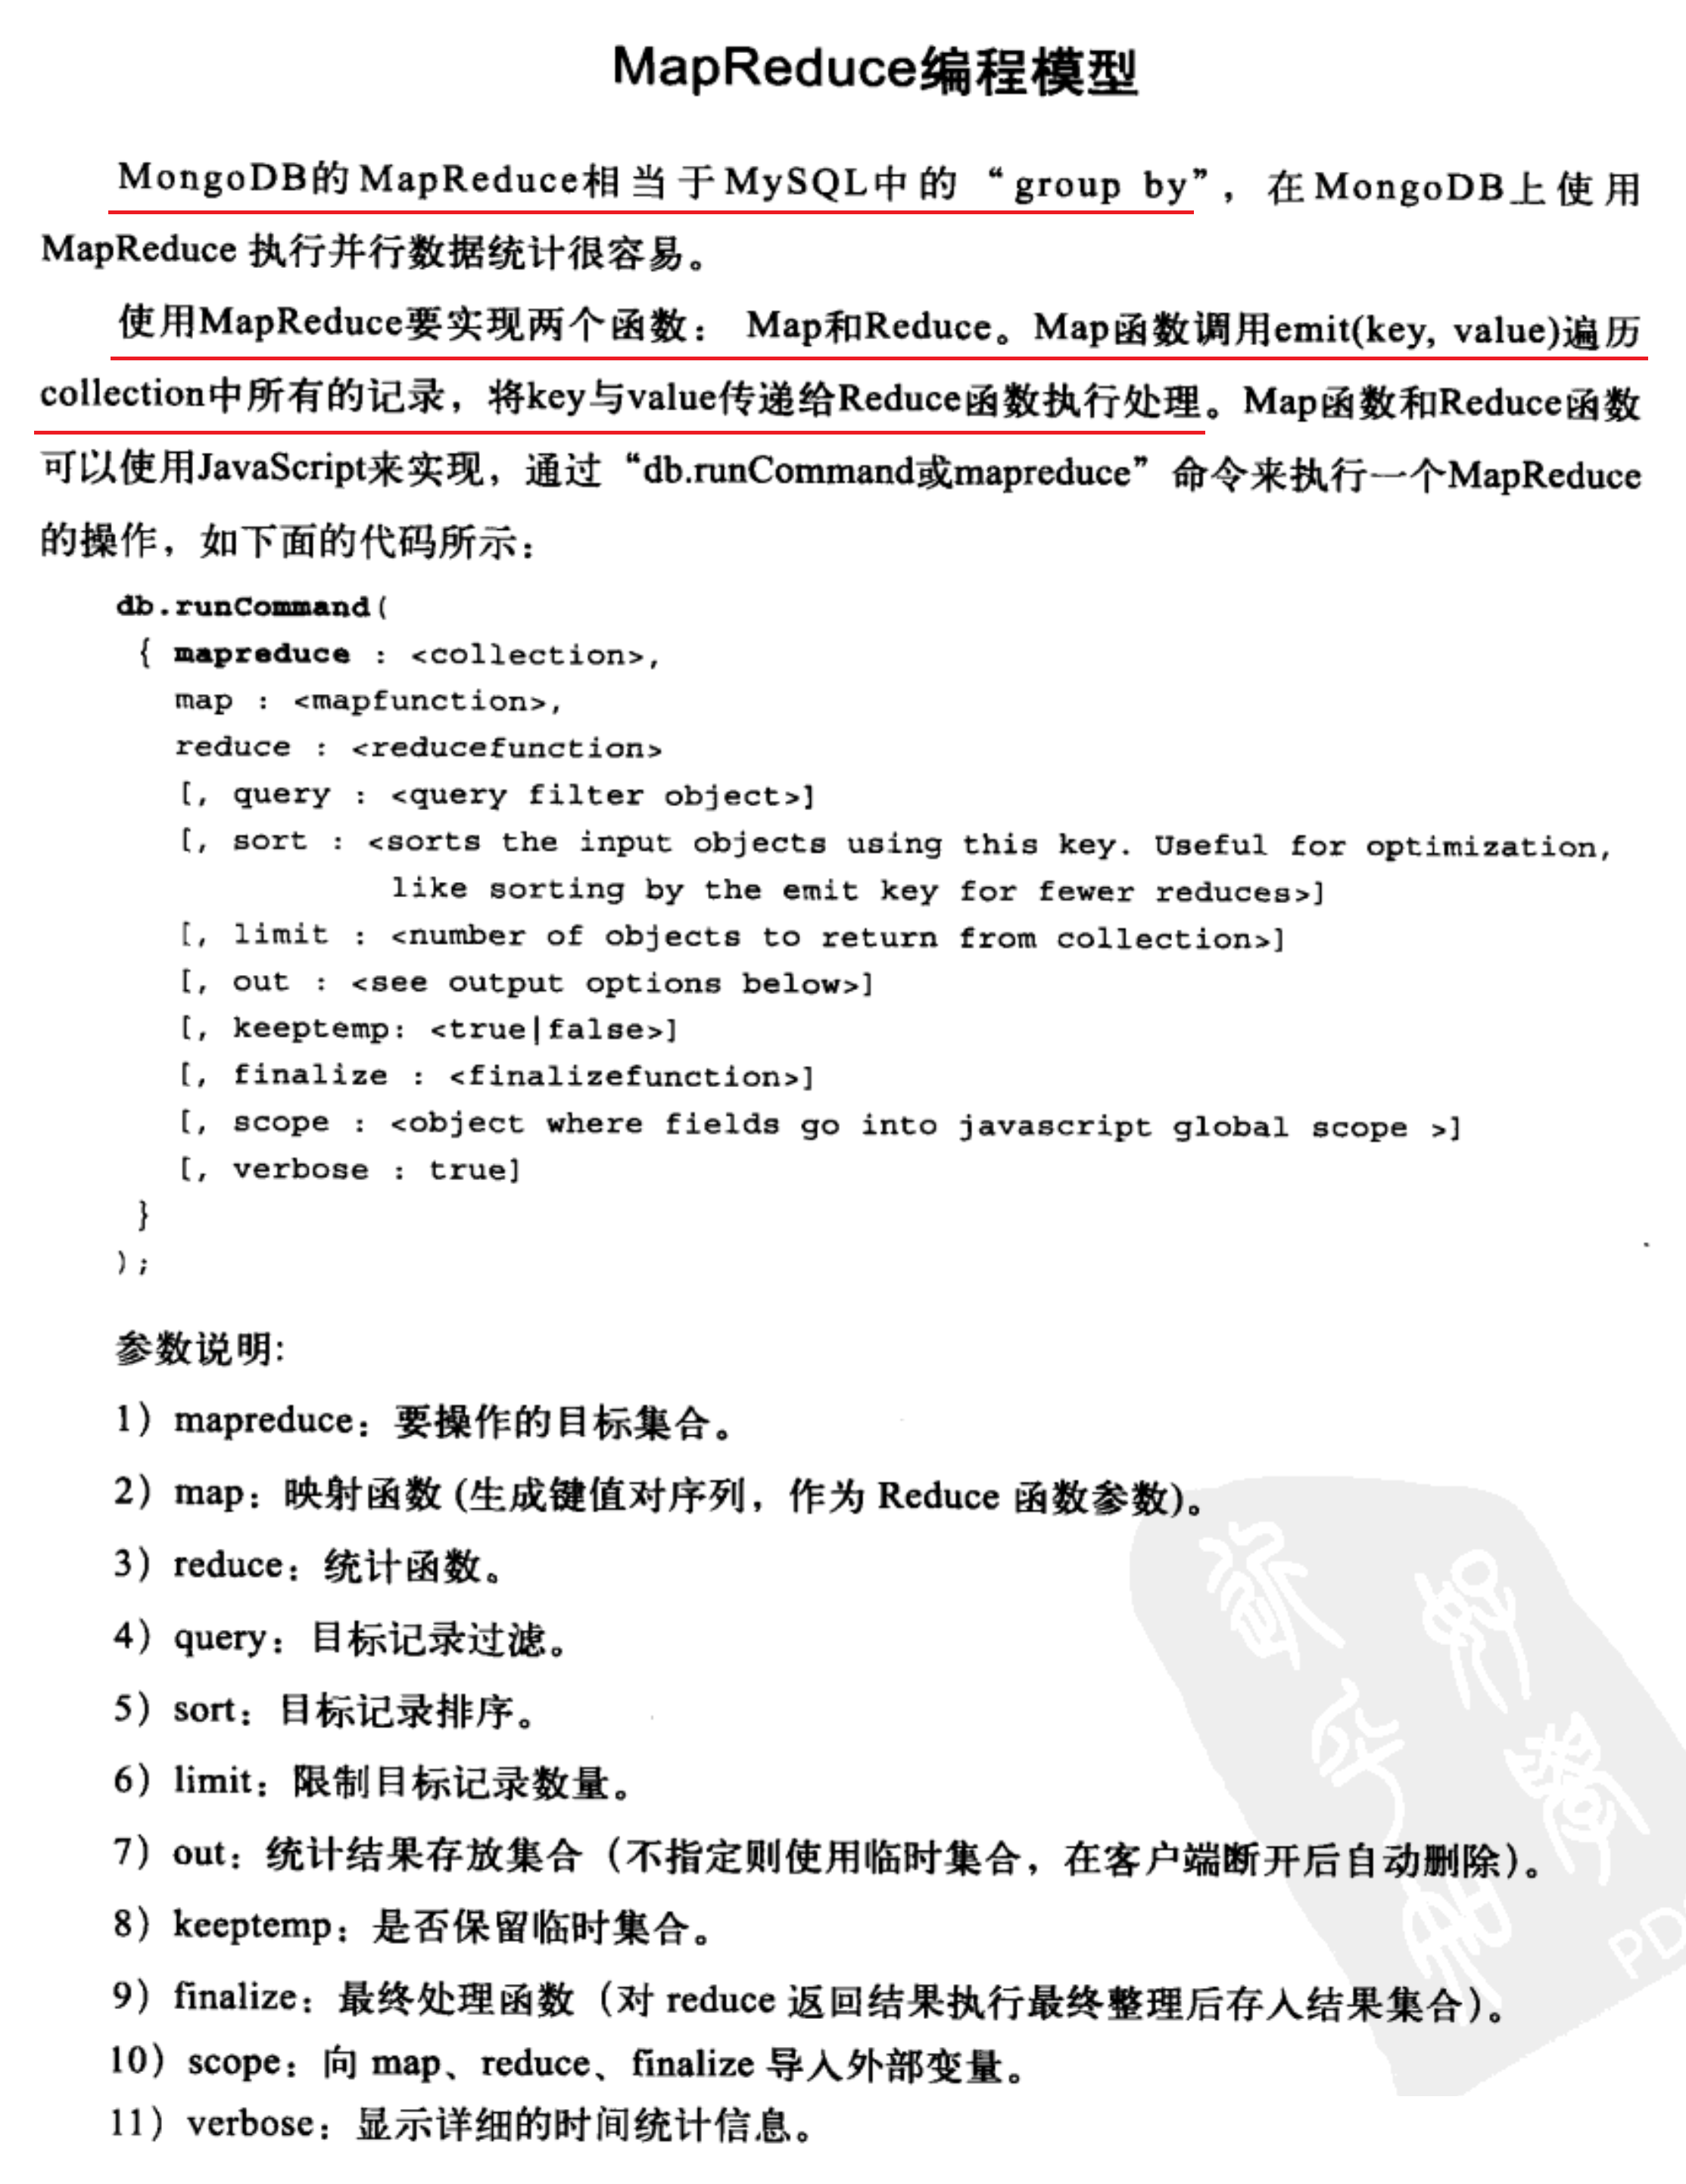 MapReduce编程模型
MongoDB的MapReduce相当于MySQL中的“group by”，在MongoDB上使用
MapReduce 执行并行数据统计很容易。
使用MapReduce要实现两个函数： Map和Reduce。Map函数调用emit(key, value)遍历
collection中所有的记录，将key与value传递给Reduce函数执行处理。Map函数和Reduce函数
可以使用JavaScript来实现，通过“db.runCommand或mapreduce”命令来执行一个MapReduce
的操作，如下面的代码所示：
db.runCommand(
{ mapreduce : <collection>,
map : <mapfunction>,
reduce : <reducefunction>
[, query : <query filter object>]
[, sort : <sorts the input objects using this key. Useful for optimization,
like sorting by the emit key for fewer reduces>]
[, limit : <number of objects to return from collection>]
[, out : <see output options below>]
[, keeptemp: <true|false>]
[, finalize : <finalizefunction>]
[, scope : <object where fields go into javascript global scope >]
[, verbose : true]
}
);
参数说明:
1）mapreduce：要操作的目标集合。
2）map：映射函数 (生成键值对序列，作为 Reduce 函数参数)。
3）reduce：统计函数。
4）query：目标记录过滤。
5）sort：目标记录排序。
6）limit：限制目标记录数量。
7）out：统计结果存放集合（不指定则使用临时集合，在客户端断开后自动删除）。
8）keeptemp：是否保留临时集合。
9）finalize：最终处理函数（对 reduce 返回结果执行最终整理后存入结果集合）。
10）scope：向 map、reduce、finalize 导入外部变量。
11）verbose：显示详细的时间统计信息。